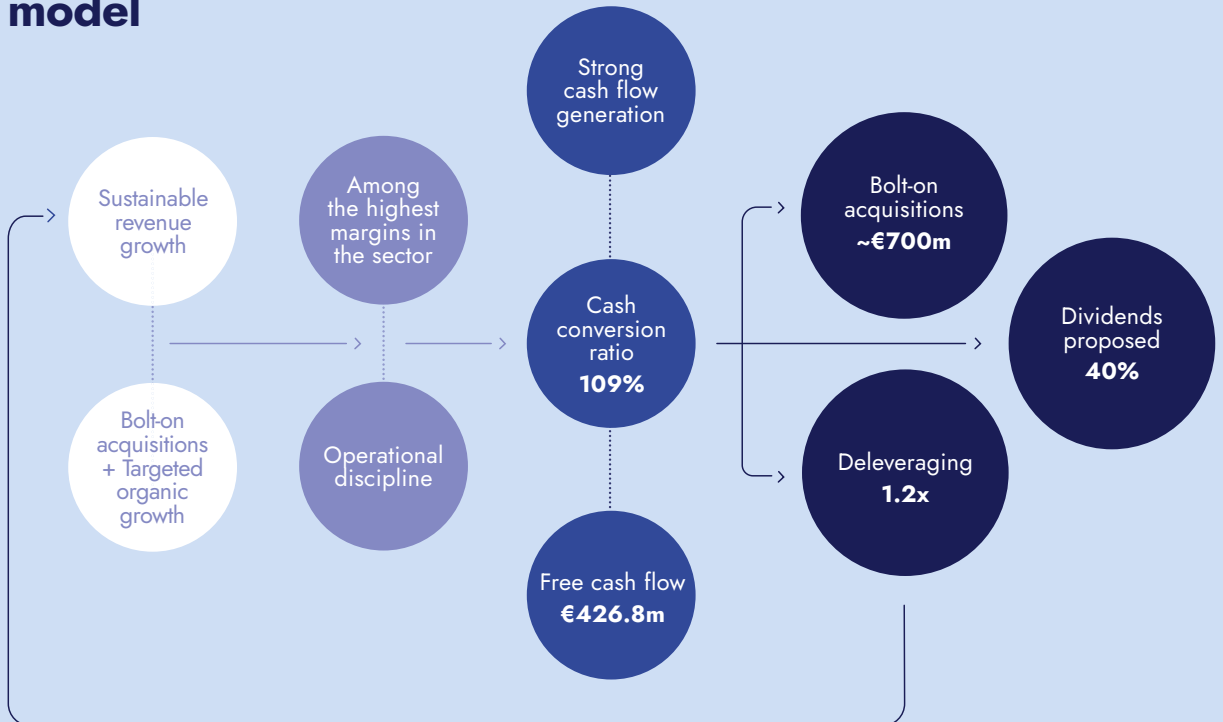 model
Sustainable
revenue
growth
Bolt-on
acquisitions
+ Targeted
organic
growth
Among
the highest
margins in
the sector
Operational
discipline
Strong
cash flow
generation
Cash
conversion
ratio
109%
Free cash flow
€426.8m
Bolt-on
acquisitions
~€700m
Deleveraging
1.2x
Dividends
proposed
40%